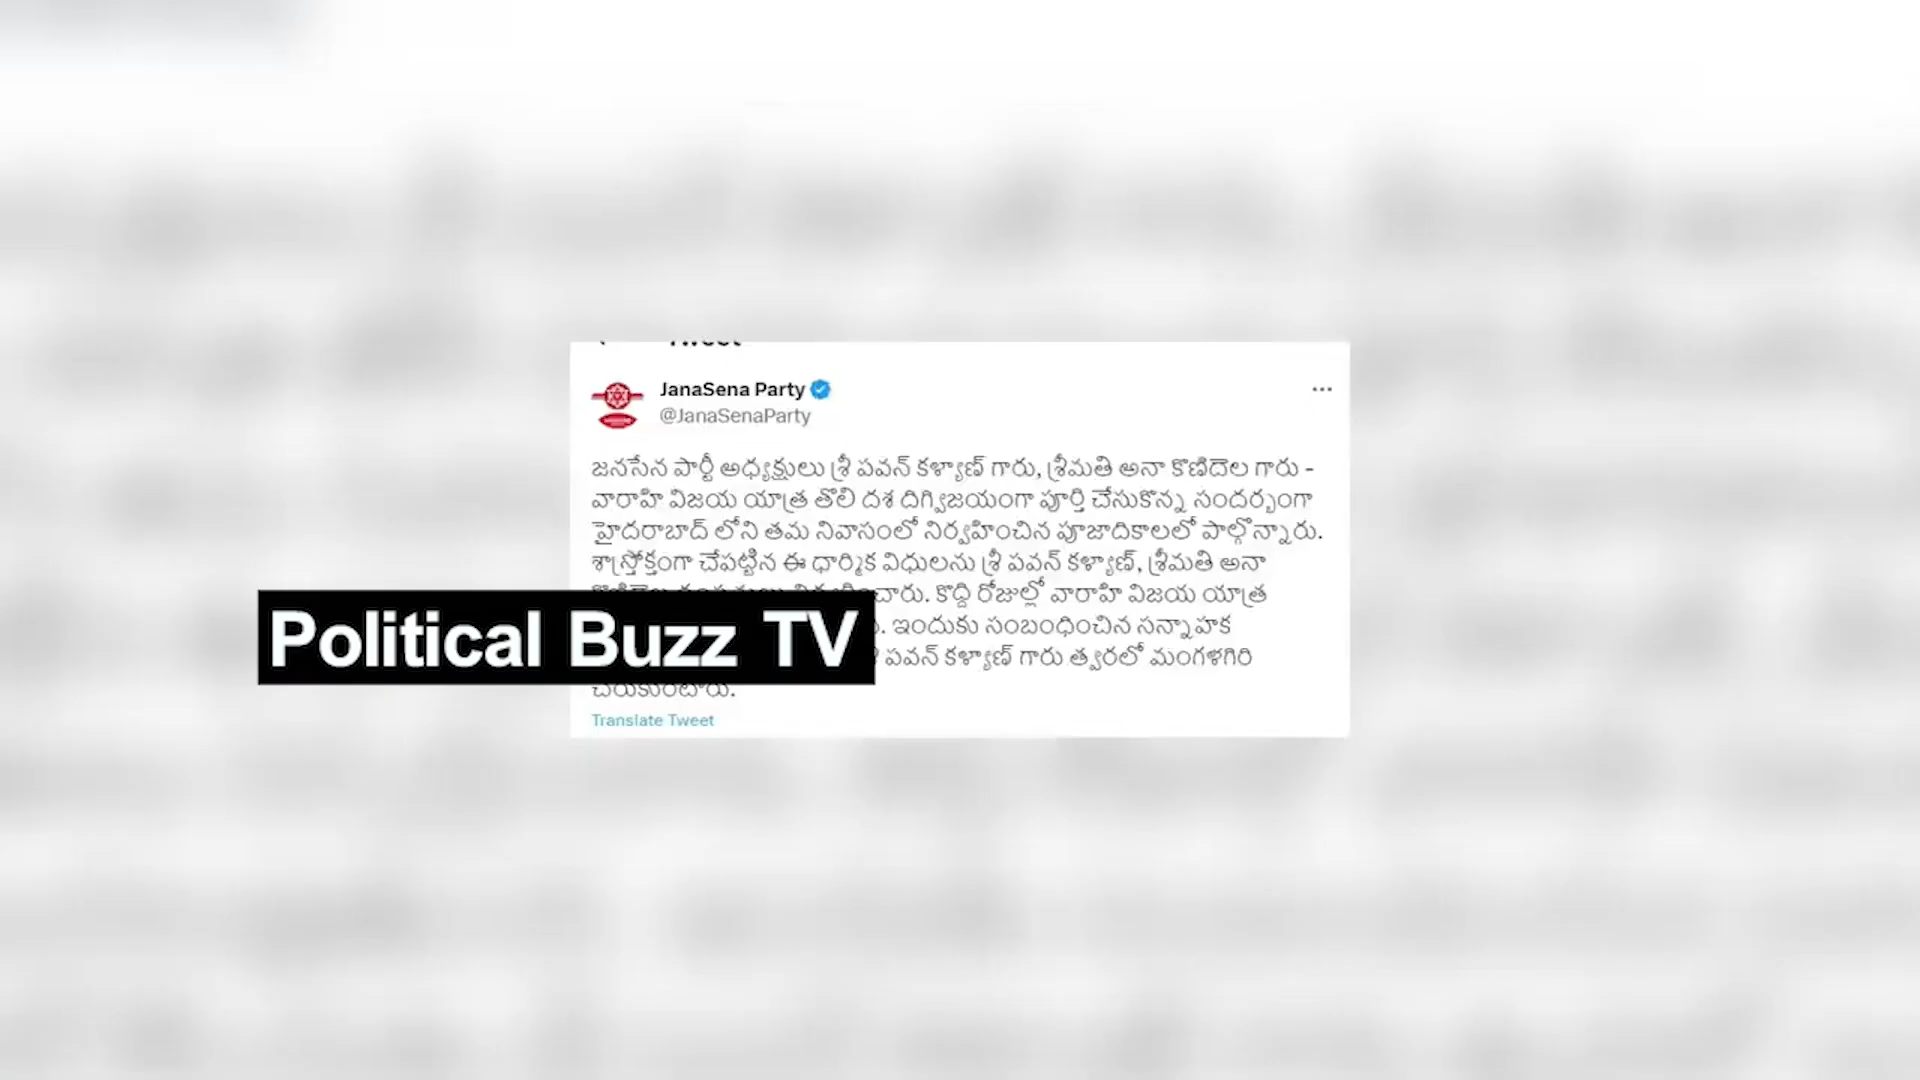 JanaSena Party
@JanaSenaParty
జనసేన పార్టీ అధ్యక్షులు శ్రీ పవన్ కళ్యాణ్ గారు, శ్రీమతి అనా కొణిదెల గారు -
వారాహి విజయ యాత్ర తొలి దశ దిగ్విజయంగా పూర్తి చేసుకొన్న సందర్భంగా
హైదరాబాద్ లోని తమ నివాసంలో నిర్వహించిన పూజాదికాలలో పాల్గొన్నారు.
శాస్త్రోక్తంగా చేపట్టిన ఈ ధార్మిక విధులను శ్రీ పవన్ కళ్యాణ్, శ్రీమతి అనా
కొద్ది రోజుల్లో వారాహి విజయ యాత్ర
Political Buzz TV
ఇందుకు సంబంధించిన సన్నాహక
పవన్ కళ్యాణ్ గారు త్వరలో మంగళగిరి
చేరుకుంటారు.
Translate Tweet